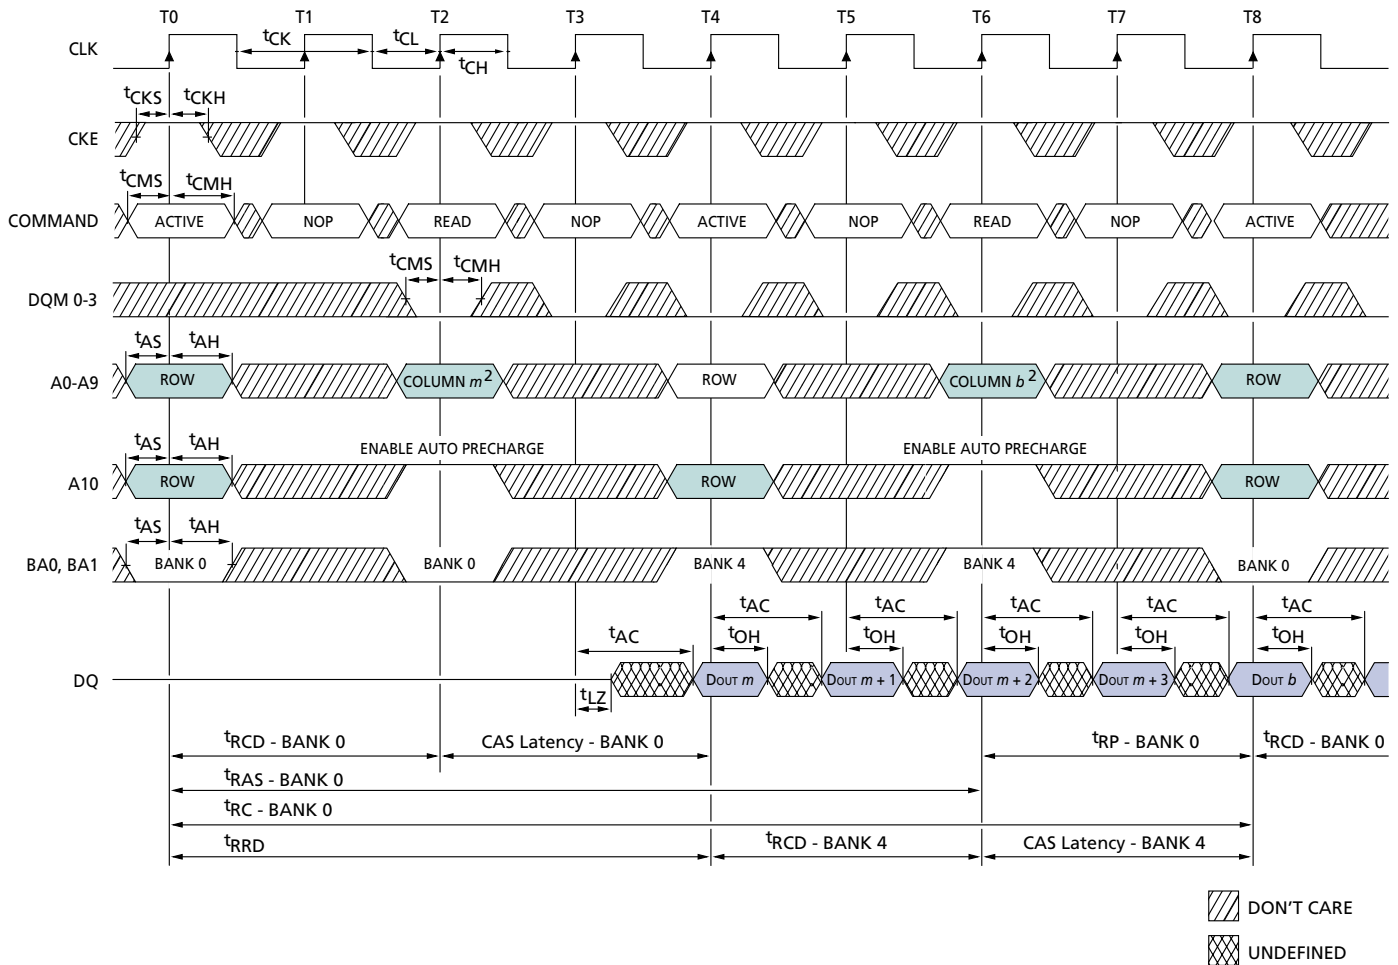 T0 T1 T2 T3 T4 T5 T6 T7 T8
CLK
tCK tCL
tCH
tCKS tCKH
CKE
tCMS tCMH
COMMAND ACTIVE NOP READ NOP ACTIVE NOP READ NOP ACTIVE
tCMS tCMH
DQM 0-3
tAS tAH
A0-A9 ROW COLUMN m2 ROW COLUMN b2 ROW
tAS tAH ENABLE AUTO PRECHARGE ENABLE AUTO PRECHARGE
A10 ROW ROW ROW
tAS tAH
BA0, BA1 BANK 0 BANK 0 BANK 4 BANK 4 BANK 0
tAC tAC tAC tAC tAC
tAC tOH tOH tOH tOH tOH
DQ DOUT m DOUT m + 1 DOUT m + 2 DOUT m + 3 DOUT b
tLZ
tRCD - BANK 0 CAS Latency - BANK 0 tRP - BANK 0 tRCD - BANK 0
tRAS - BANK 0
tRC - BANK 0
tRRD tRCD - BANK 4 CAS Latency - BANK 4
DON'T CARE
UNDEFINED